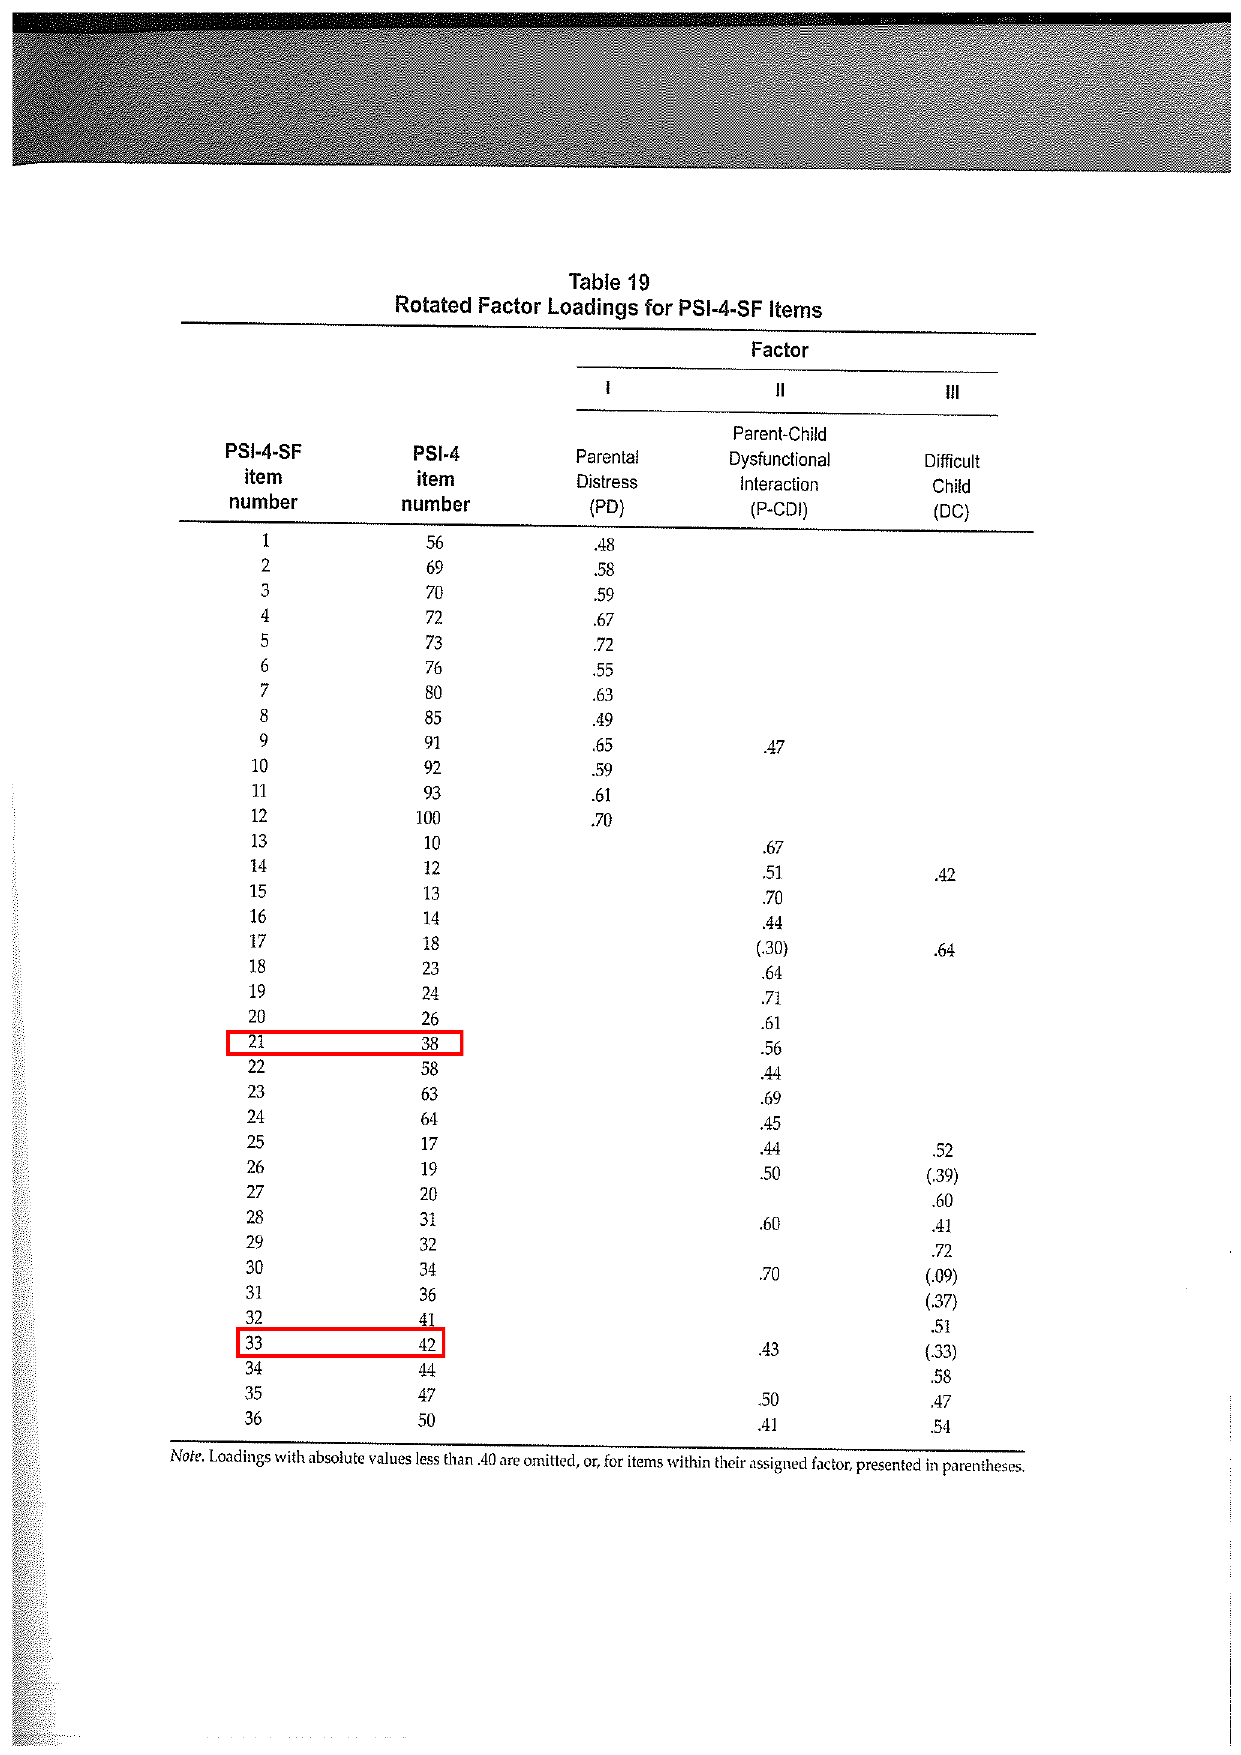 Table 19
Rotated Factor Loadings for PSI-4-SF Items
Factor
I II III
PSI-4-SF item number PSI-4 item number Parental Distress (PD) Parent-Child Dysfunctional Interaction (P-CDI) Difficult Child (DC)
1 56 .48
2 69 .58
3 70 .59
4 72 .67
5 73 .72
6 76 .55
7 80 .63
8 85 .49
9 91 .65 .47
10 92 .59
11 93 .61
12 100 .70
13 10 .67
14 12 .51 .42
15 13 .70
16 14 .44
17 18 (.30) .64
18 23 .64
19 24 .71
20 26 .61
21 38 .56
22 58 .44
23 63 .69
24 64 .45
25 17 .44 .52
26 19 .50 (.39)
27 20 .60
28 31 .60 .41
29 32 .72
30 34 .70 (.09)
31 36 (.37)
32 41 .51
33 42 .43 (.33)
34 44 .58
35 47 .50 .47
36 50 .41 .54
Note. Loadings with absolute values less than .40 are omitted, or, for items within their assigned factor, presented in parentheses.